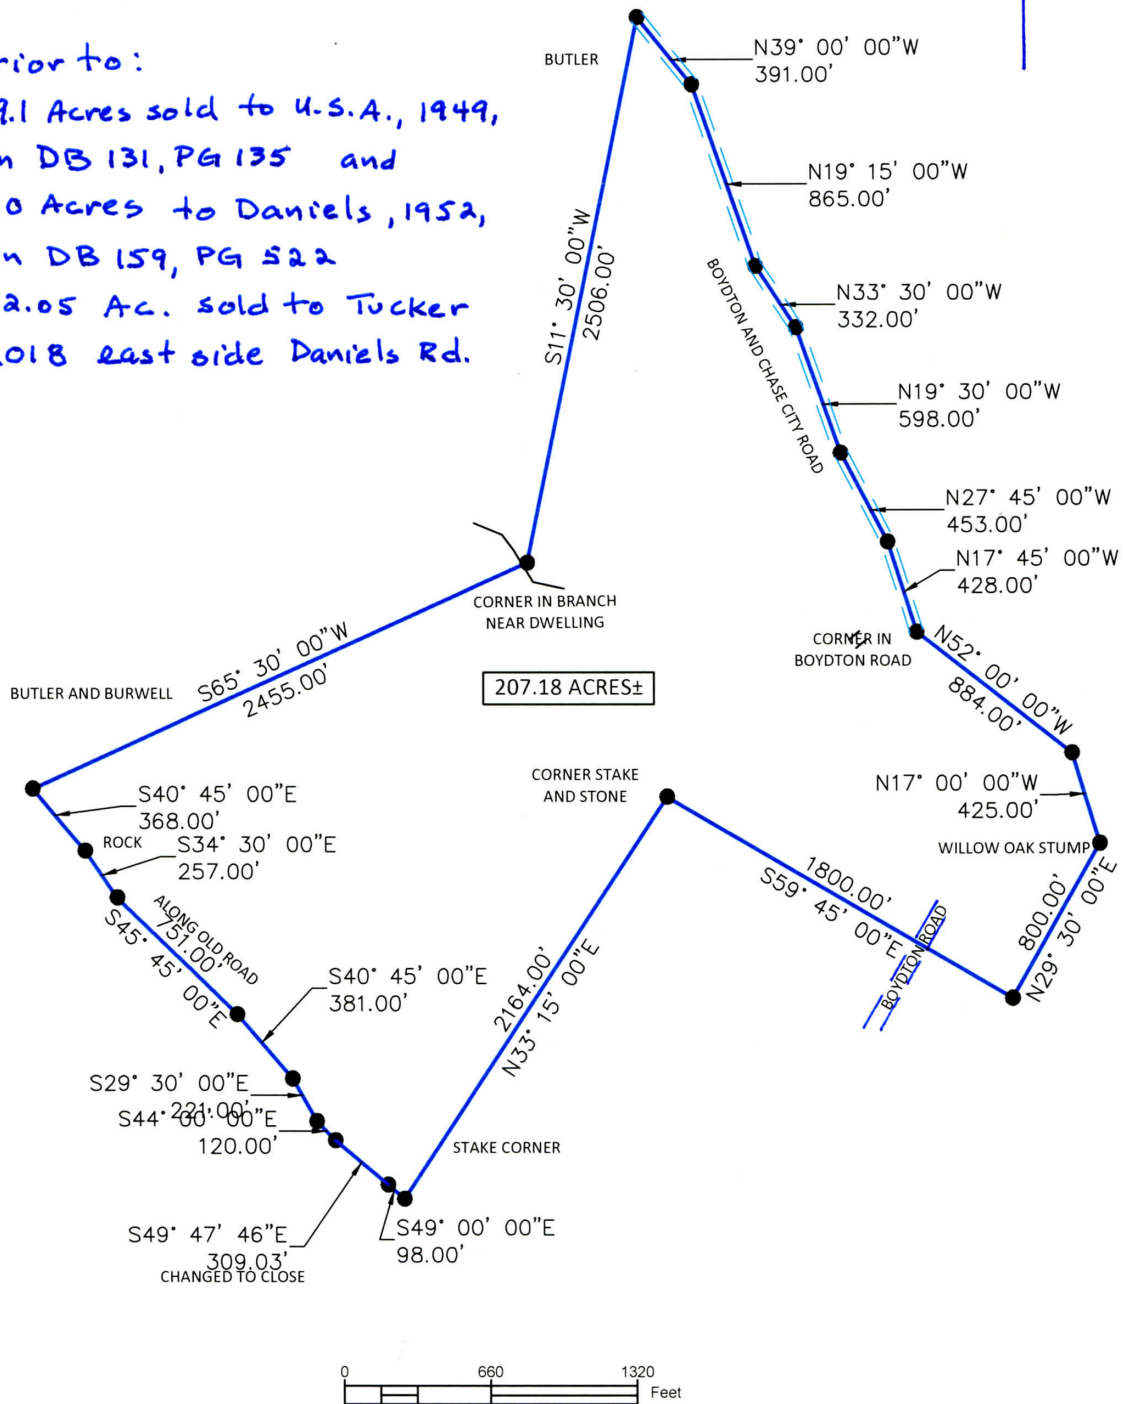 rior to:
9.1 Acres sold to U.S.A., 1949,
n DB 131, PG 135 and
0 Acres to Daniels, 1952,
n DB 159, PG 522
2.05 Ac. sold to Tucker
018 east side Daniels Rd.
BUTLER
N39° 00' 00"W
391.00'
N19° 15' 00"W
865.00'
S11° 30' 00"W
2506.00'
BOYDTON AND CHASE CITY ROAD
N33° 30' 00"W
332.00'
N19° 30' 00"W
598.00'
N27° 45' 00"W
453.00'
N17° 45' 00"W
428.00'
CORNER IN BRANCH
NEAR DWELLING
CORNER IN
BOYDTON ROAD
N52° 00' 00"W
884.00'
S65° 30' 00"W
2455.00'
BUTLER AND BURWELL
207.18 ACRES±
CORNER STAKE
AND STONE
N17° 00' 00"W
425.00'
S40° 45' 00"E
368.00'
ROCK
S34° 30' 00"E
257.00'
WILLOW OAK STUMP
1800.00'
S59° 45' 00"E
800.00'
N29° 30' 00"E
BOYDTON ROAD
ALONG OLD ROAD
751.00'
S45° 45' 00"E
S40° 45' 00"E
381.00'
2164.00'
N33° 15' 00"E
S29° 30' 00"E
221.00'
S44° 00' 00"E
120.00'
STAKE CORNER
S49° 47' 46"E
309.03'
CHANGED TO CLOSE
S49° 00' 00"E
98.00'
0 660 1320
Feet